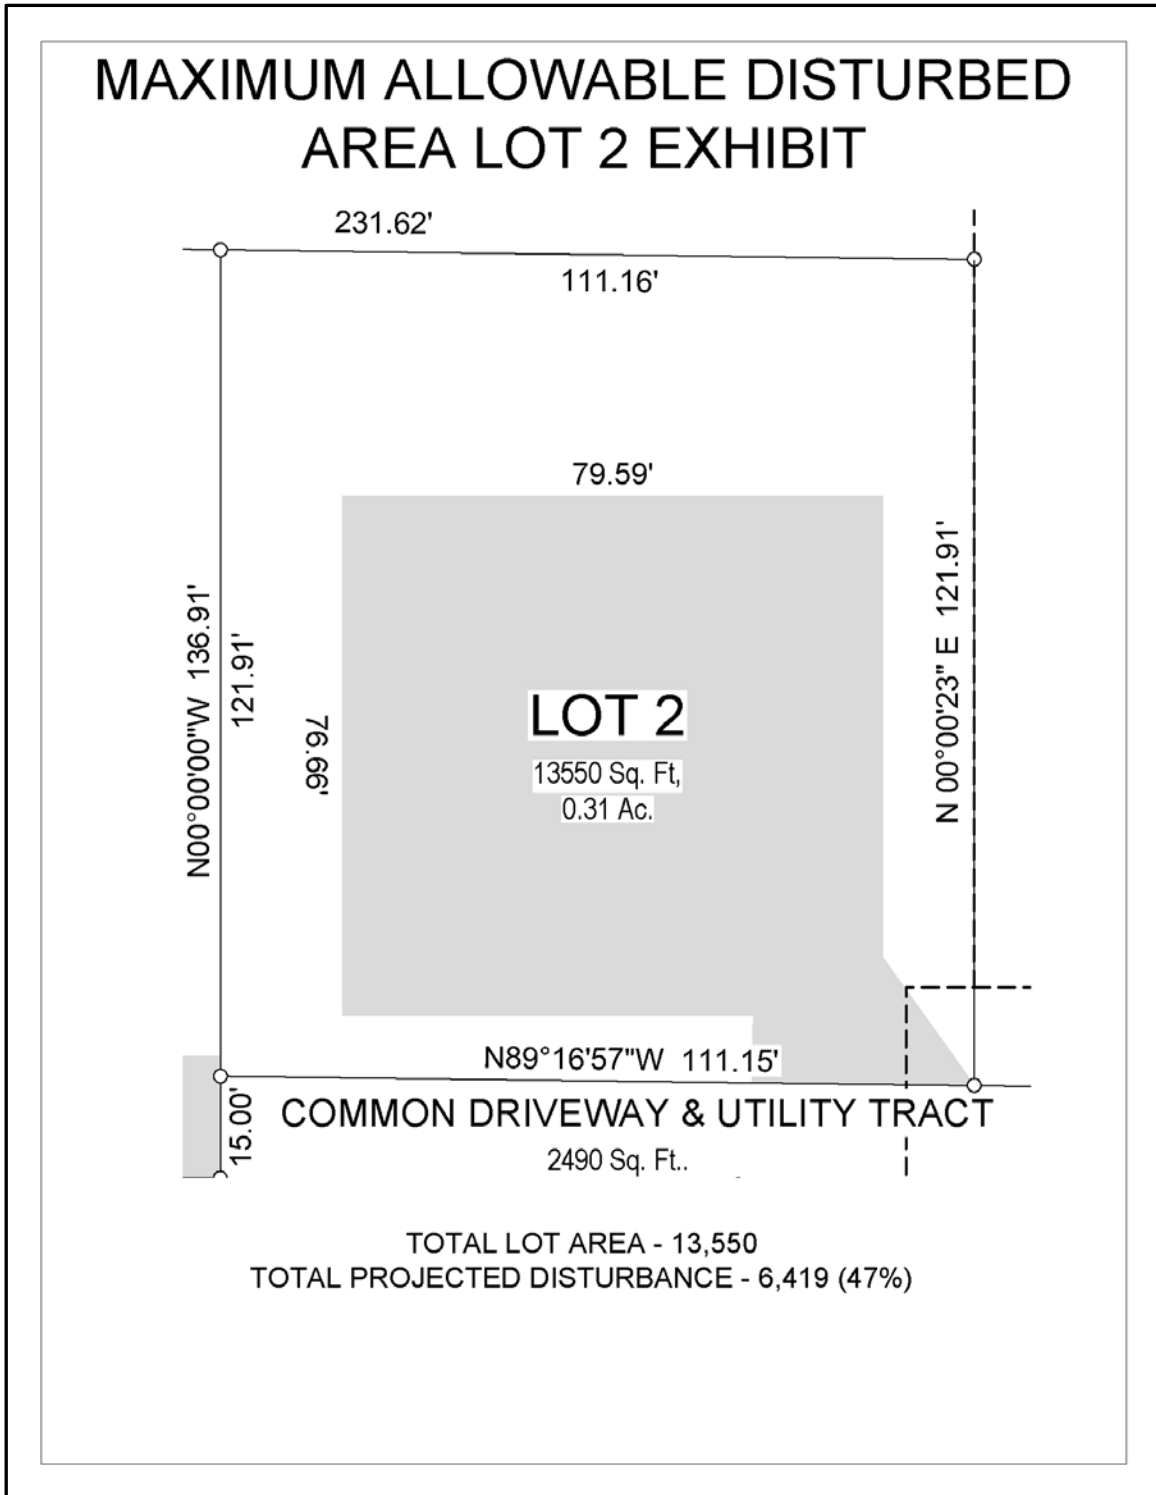 MAXIMUM ALLOWABLE DISTURBED
AREA LOT 2 EXHIBIT
231.62'
111.16'
79.59'
N00°00'00"W 136.91'
121.91'
76.66'
LOT 2
13550 Sq. Ft,
0.31 Ac.
N 00°00'23" E 121.91'
N89°16'57"W 111.15'
15.00'
COMMON DRIVEWAY & UTILITY TRACT
2490 Sq. Ft..
TOTAL LOT AREA - 13,550
TOTAL PROJECTED DISTURBANCE - 6,419 (47%)